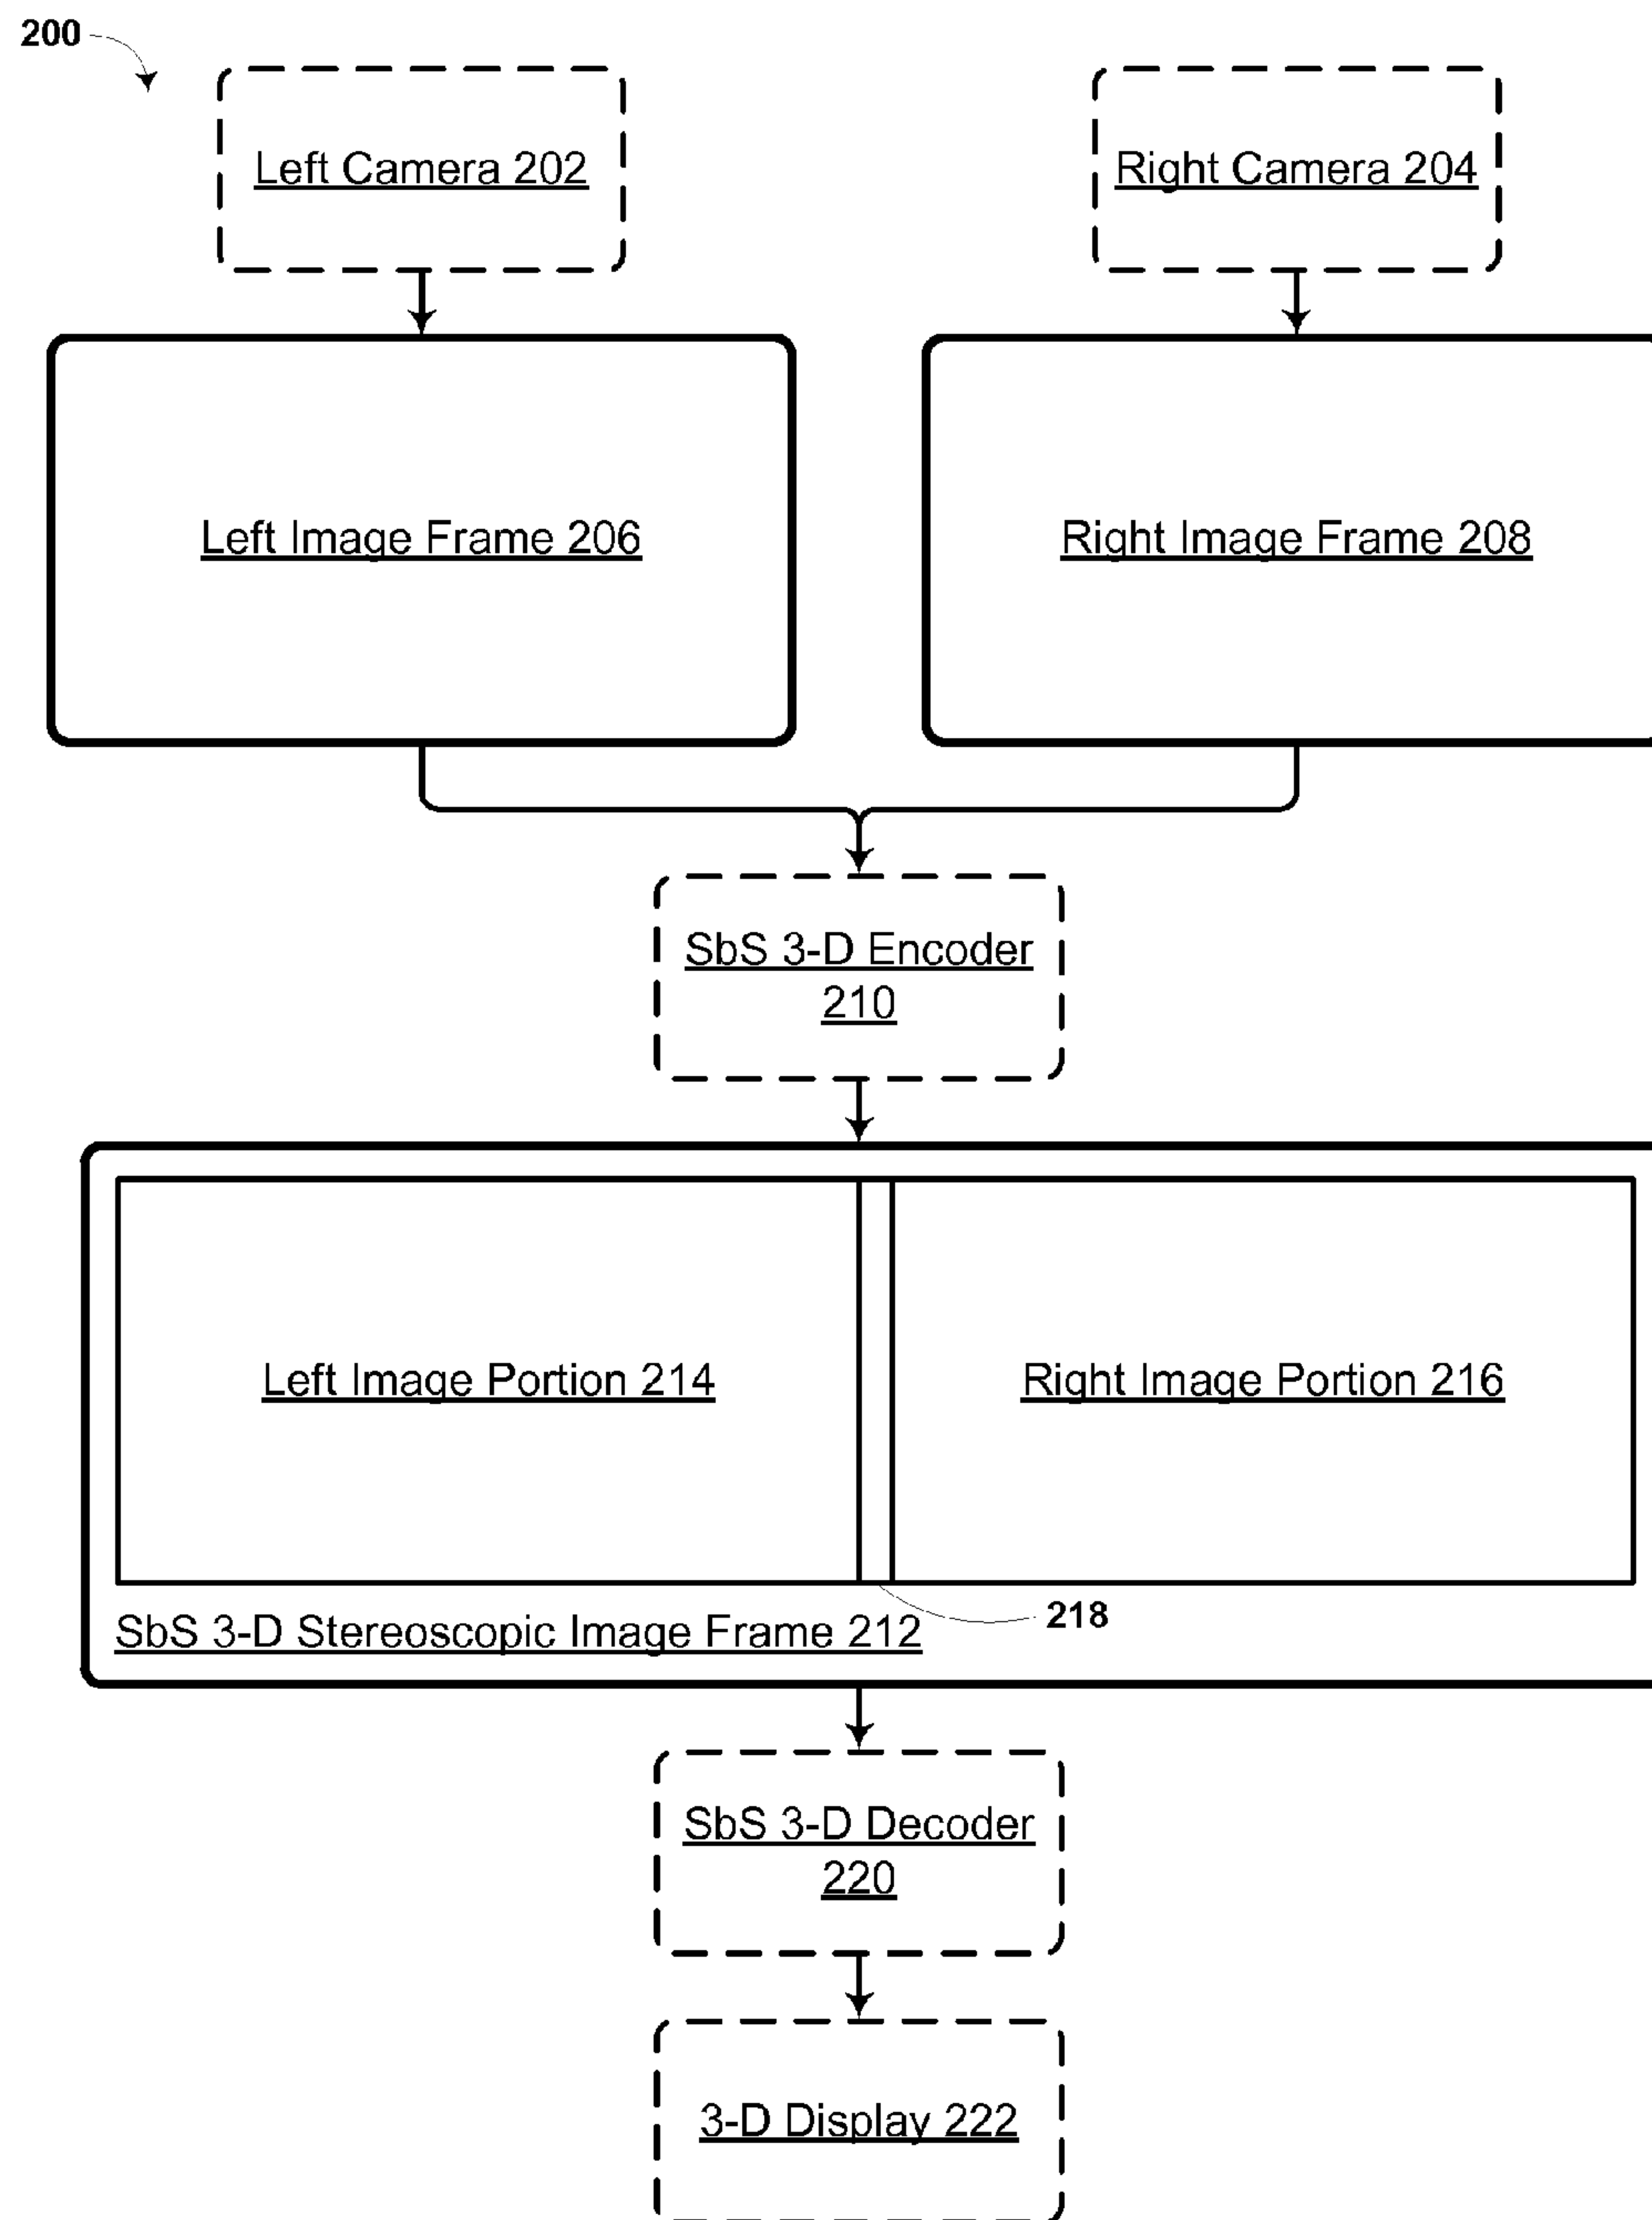 200
Left Camera 202
Right Camera 204
Left Image Frame 206
Right Image Frame 208
SbS 3-D Encoder
210
Left Image Portion 214
Right Image Portion 216
218
SbS 3-D Stereoscopic Image Frame 212
SbS 3-D Decoder
220
3-D Display 222